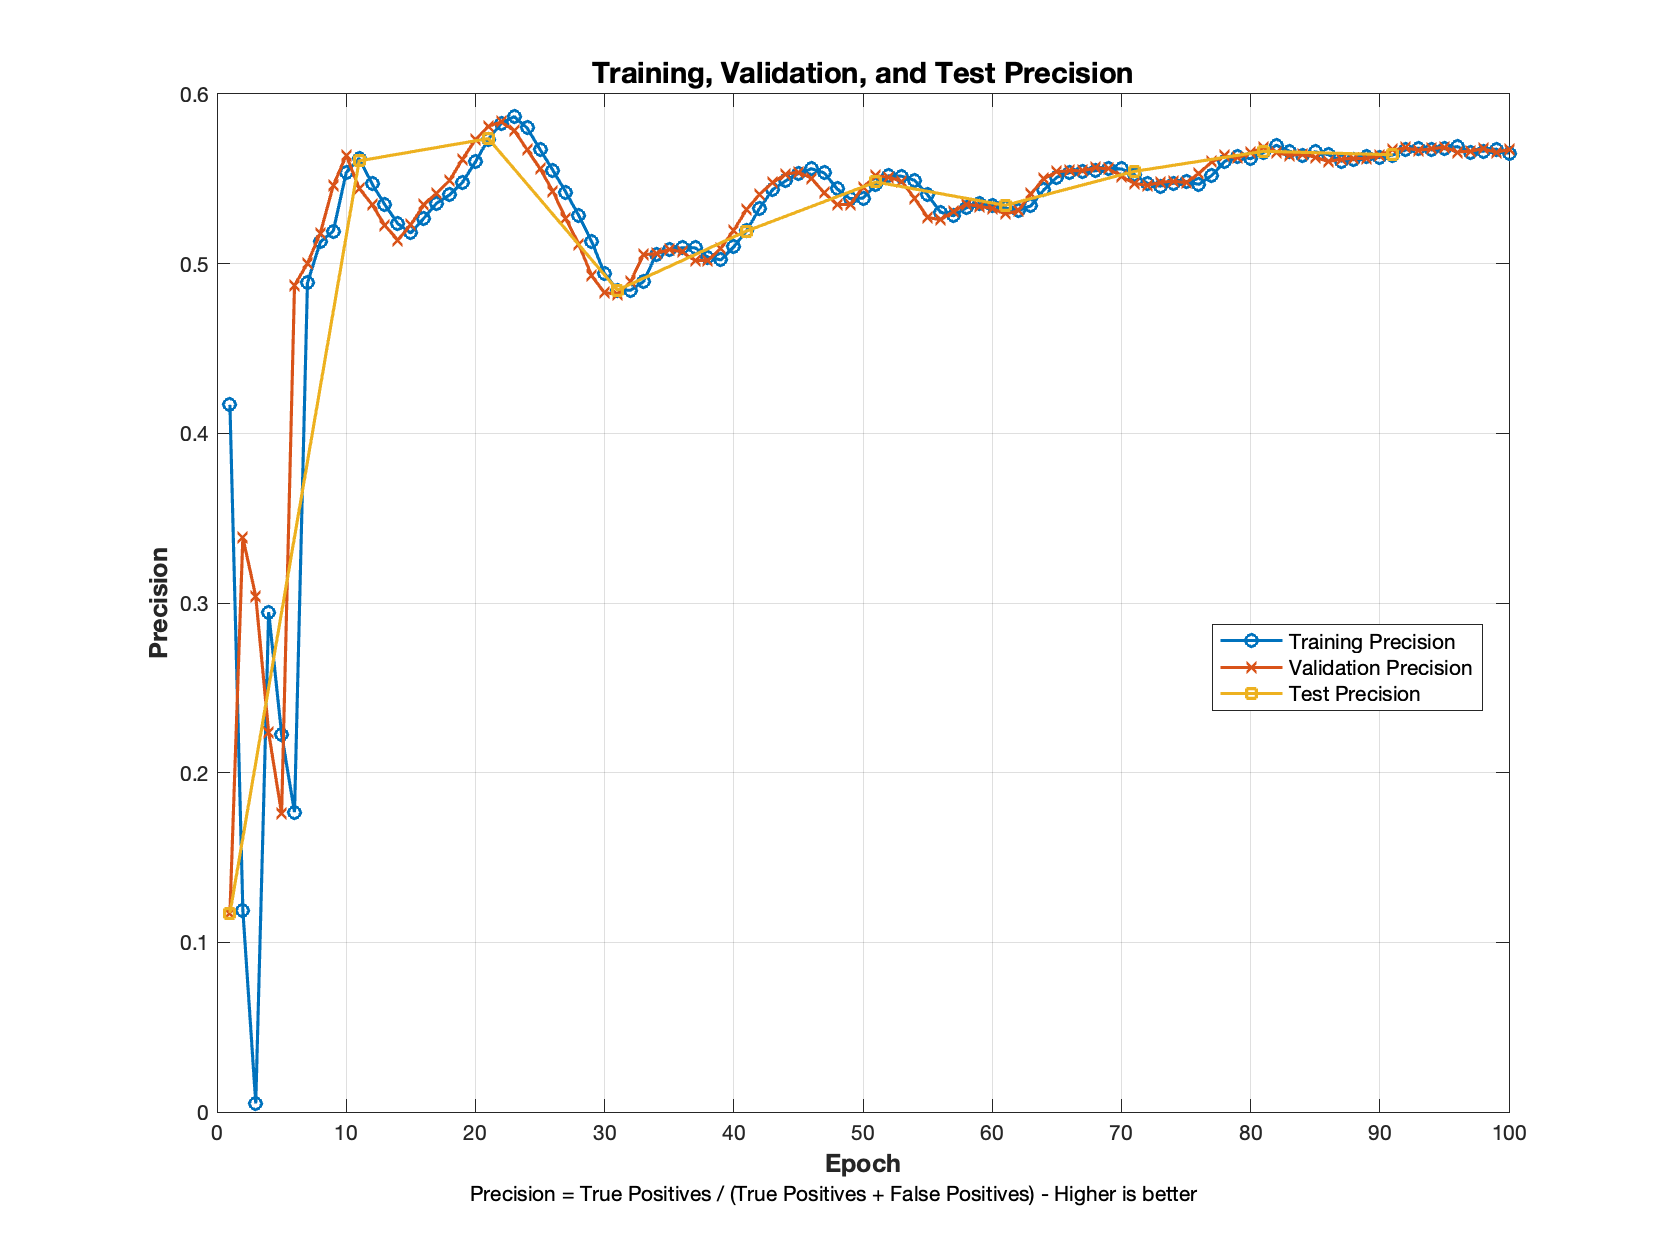 Training, Validation, and Test Precision
0.6
0.5
0.4
0.3
0.2
0.1
0
Precision
Training Precision
Validation Precision
Test Precision
0 10 20 30 40 50 60 70 80 90 100
Epoch
Precision = True Positives / (True Positives + False Positives) - Higher is better